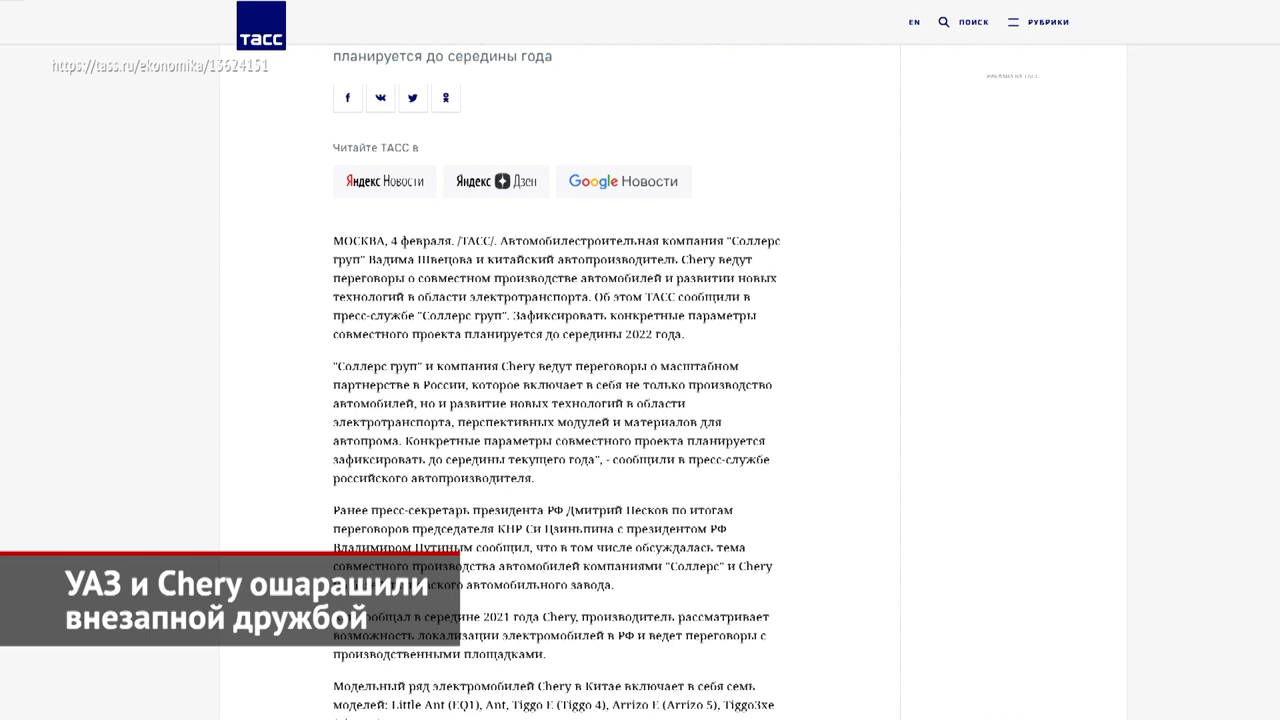 тасс
EN
ПОИСК
РУБРИКИ
https://tass.ru/ekonomika/13624151
планируется до середины года
РЕКЛАМА НА ТАСС
Читайте ТАСС в
Яндекс Новости
Яндекс Дзен
Google Новости
МОСКВА, 4 февраля. /ТАСС/. Автомобилестроительная компания "Соллерс
груп" Вадима Швецова и китайский автопроизводитель Chery ведут
переговоры о совместном производстве автомобилей и развитии новых
технологий в области электротранспорта. Об этом ТАСС сообщили в
пресс-службе "Соллерс груп". Зафиксировать конкретные параметры
совместного проекта планируется до середины 2022 года.
"Соллерс груп" и компания Chery ведут переговоры о масштабном
партнерстве в России, которое включает в себя не только производство
автомобилей, но и развитие новых технологий в области
электротранспорта, перспективных модулей и материалов для
автопрома. Конкретные параметры совместного проекта планируется
зафиксировать до середины текущего года", - сообщили в пресс-службе
российского автопроизводителя.
Ранее пресс-секретарь президента РФ Дмитрий Песков по итогам
переговоров председателя КНР Си Цзиньпина с президентом РФ
Владимиром Путиным сообщил, что в том числе обсуждалась тема
совместного производства автомобилей компаниями "Соллерс" и Chery
автомобильного завода.
середине 2021 года Chery, производитель рассматривает
возможность локализации электромобилей в РФ и ведет переговоры с
производственными площадками.
Модельный ряд электромобилей Chery в Китае включает в себя семь
моделей: Little Ant (EQ1), Ant, Tiggo E (Tiggo 4), Arrizo E (Arrizo 5), Tiggo3xe
УАЗ и Chery ошарашили
внезапной дружбой